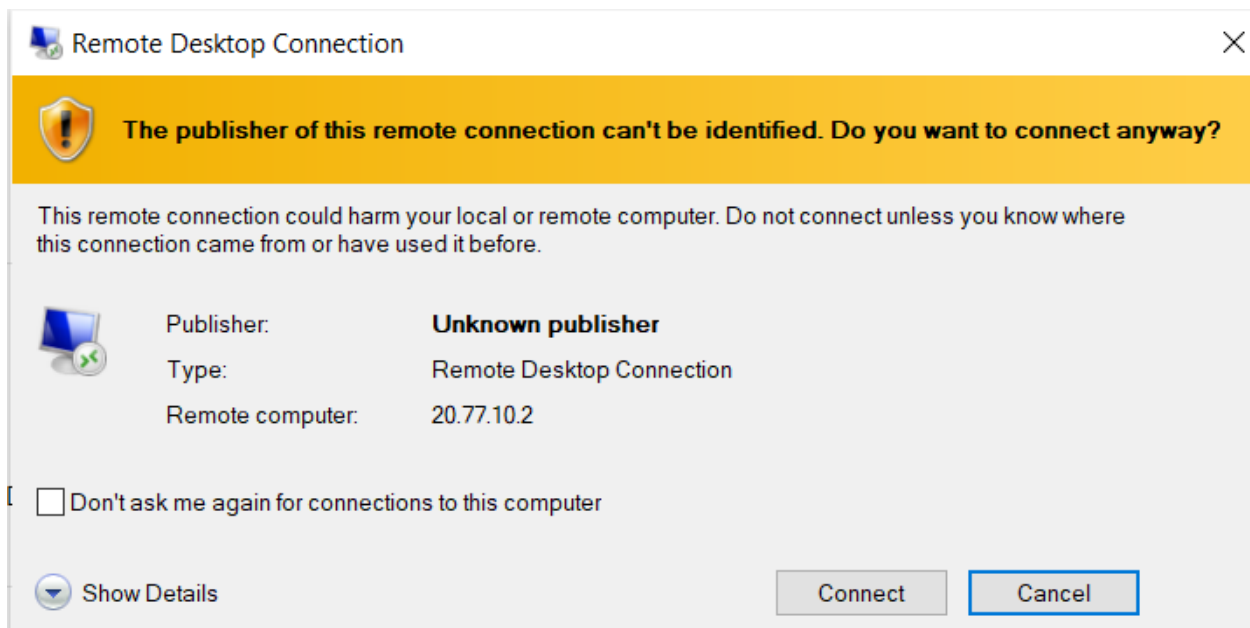 Remote Desktop Connection
The publisher of this remote connection can't be identified. Do you want to connect anyway?
This remote connection could harm your local or remote computer. Do not connect unless you know where
this connection came from or have used it before.
Publisher: Unknown publisher
Type: Remote Desktop Connection
Remote computer: 20.77.10.2
Don't ask me again for connections to this computer
Show Details Connect Cancel